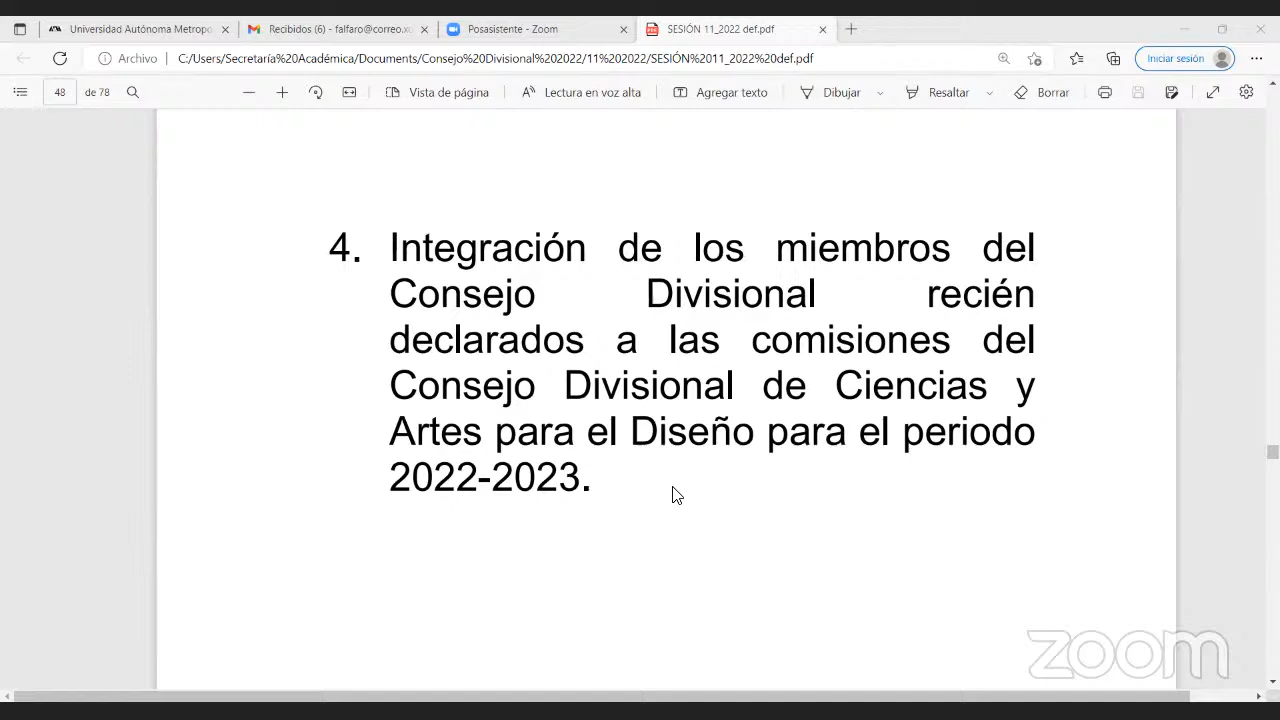 Universidad Autónoma Metropo
Recibidos (6) - falfaro@correo.xo
Posasistente - Zoom
SESIÓN 11_2022 def.pdf
Archivo
C:/Users/Secretaría%20Académica/Documents/Consejo%20Divisional%202022/11%202022/SESIÓN%2011_2022%20def.pdf
Iniciar sesión
48 de 78
Vista de página
Lectura en voz alta
Agregar texto
Dibujar
Resaltar
Borrar
4. Integración de los miembros del
Consejo Divisional recién
declarados a las comisiones del
Consejo Divisional de Ciencias y
Artes para el Diseño para el periodo
2022-2023.
zoom